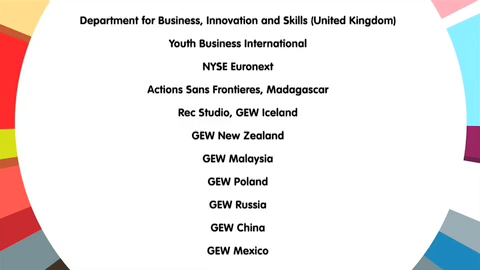 Department for Business, Innovation and Skills (United Kingdom)
Youth Business International
NYSE Euronext
Actions Sans Frontieres, Madagascar
Rec Studio, GEW Iceland
GEW New Zealand
GEW Malaysia
GEW Poland
GEW Russia
GEW China
GEW Mexico